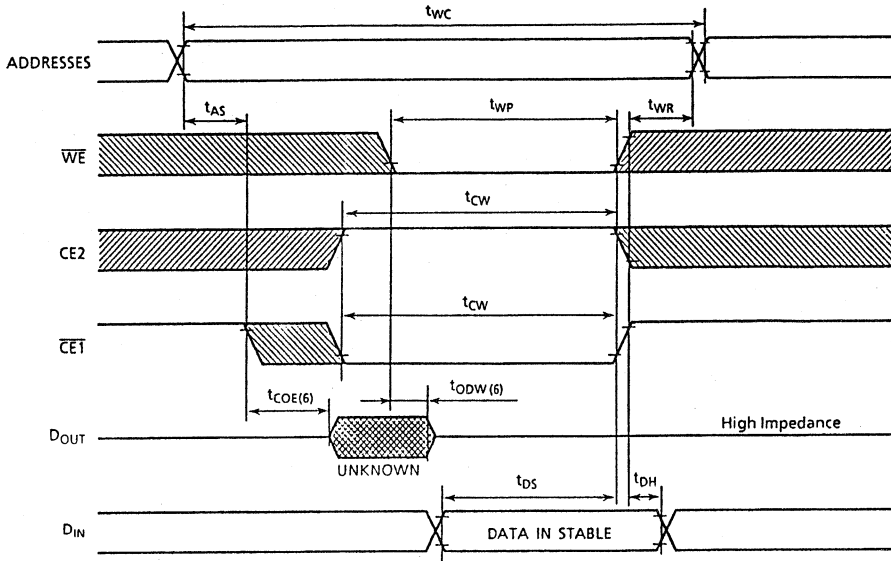 tWC
ADDRESSES
tAS
tWP
tWR
WE
tCW
CE2
tCW
CE1
tCOE(6)
tODW(6)
DOUT
High Impedance
UNKNOWN
tDS
tDH
DIN
DATA IN STABLE